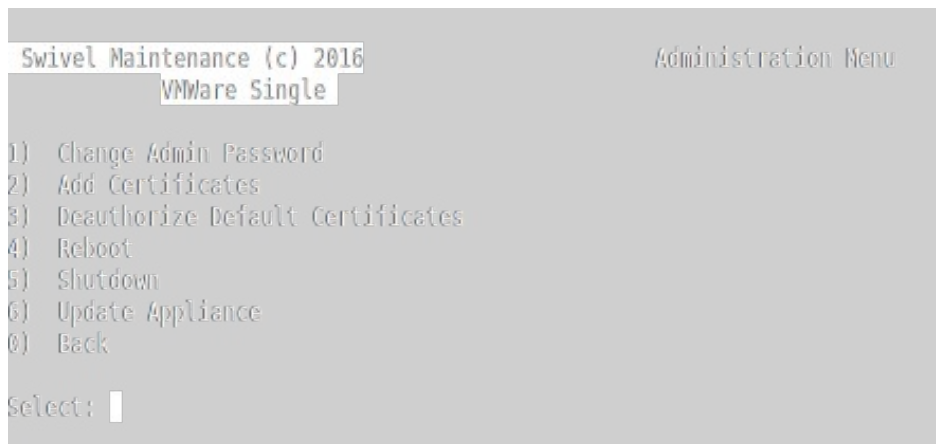 Swivel Maintenance (c) 2016 Administration Menu
VMWare Single
1) Change Admin Password
2) Add Certificates
3) Deauthorize Default Certificates
4) Reboot
5) Shutdown
6) Update Appliance
0) Back
Select: